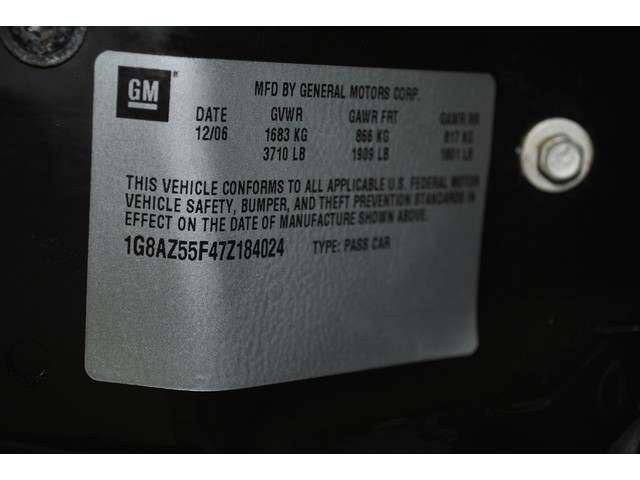 GM
MFD BY GENERAL MOTORS CORP.
DATE GVWR GAWR FRT GAWR RR
12/06 1683 KG 866 KG 817 KG
3710 LB 1909 LB 1801 LB
THIS VEHICLE CONFORMS TO ALL APPLICABLE U.S. FEDERAL MOTOR
VEHICLE SAFETY, BUMPER, AND THEFT PREVENTION STANDARDS IN
EFFECT ON THE DATE OF MANUFACTURE SHOWN ABOVE.
1G8AZ55F47Z184024 TYPE: PASS CAR